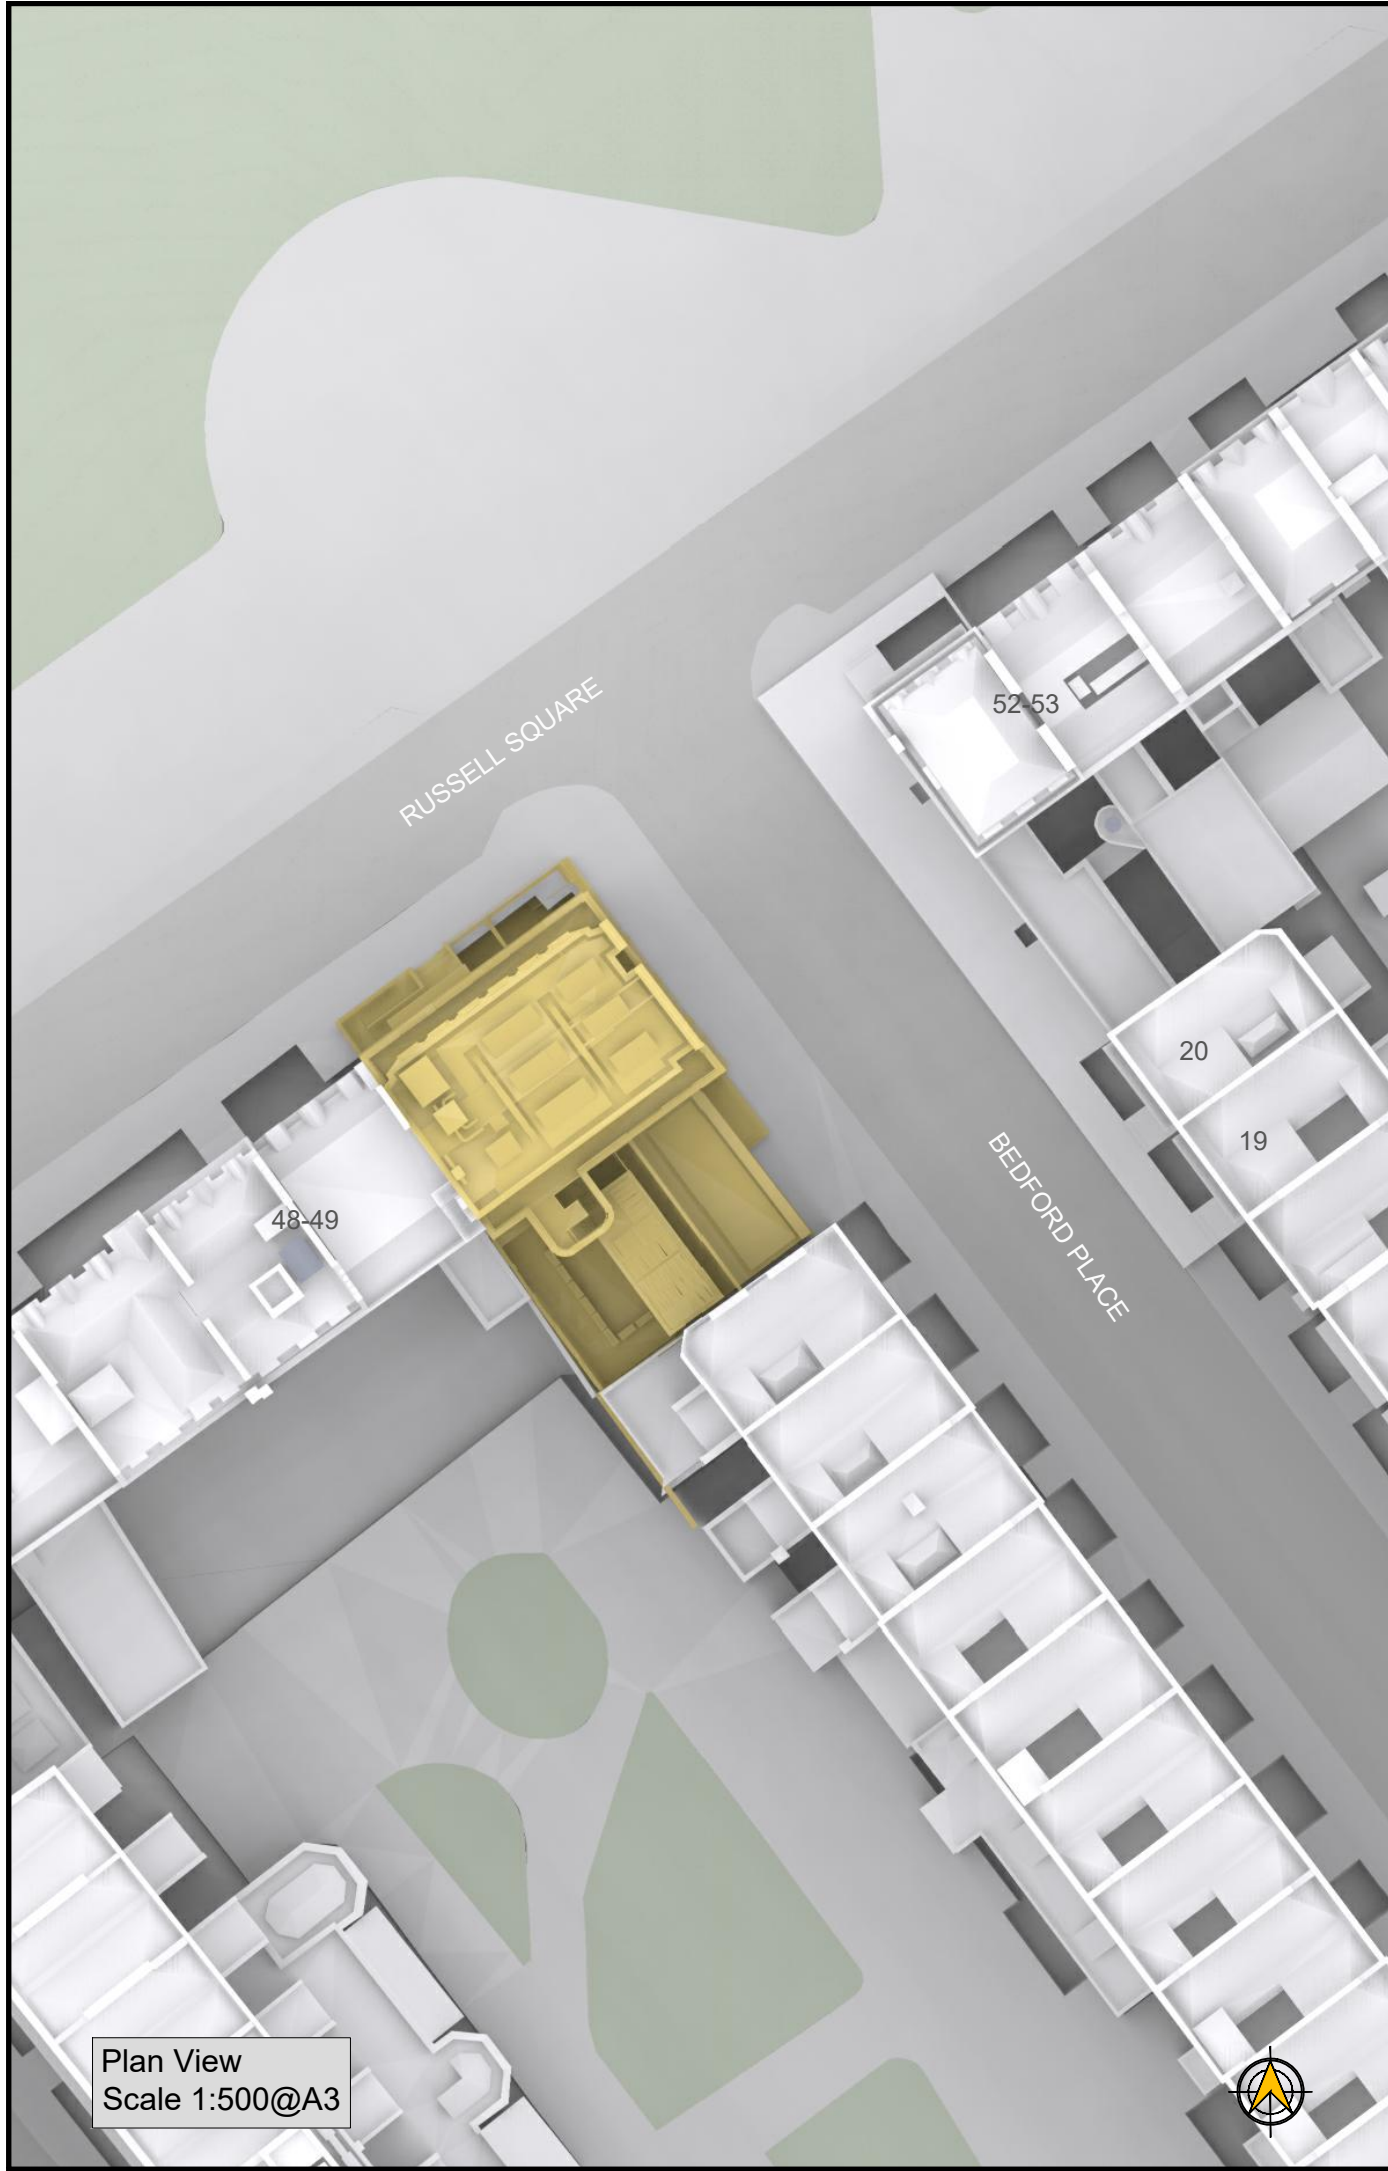 RUSSELL SQUARE
52-53
20
19
BEDFORD PLACE
48-49
Plan View
Scale 1:500@A3